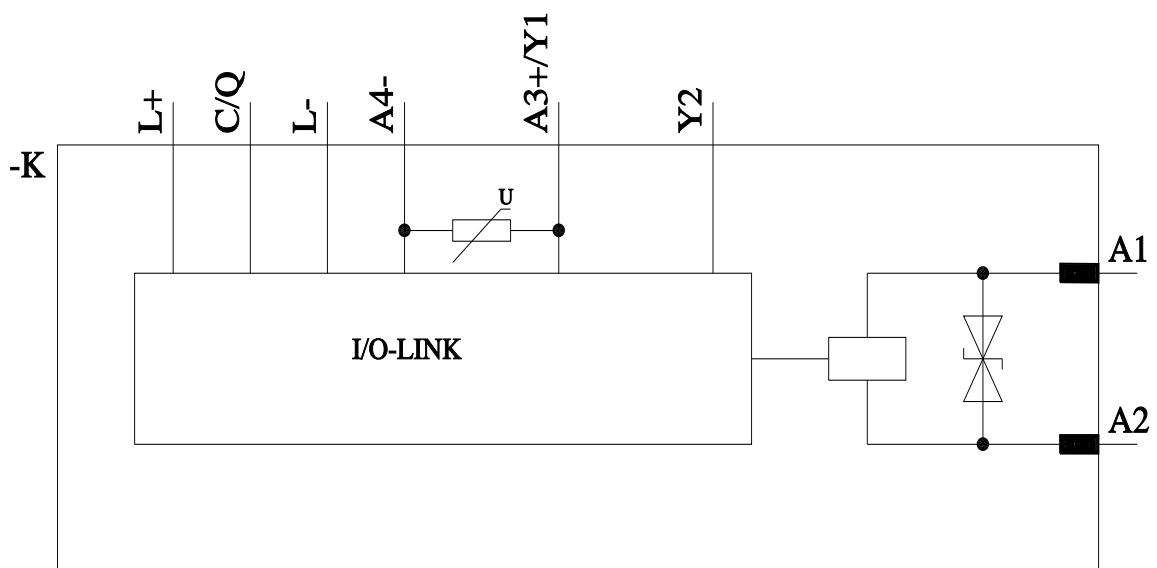 L+
C/Q
L-
A4-
A3+/Y1
Y2
-K
U
A1
I/O-LINK
A2